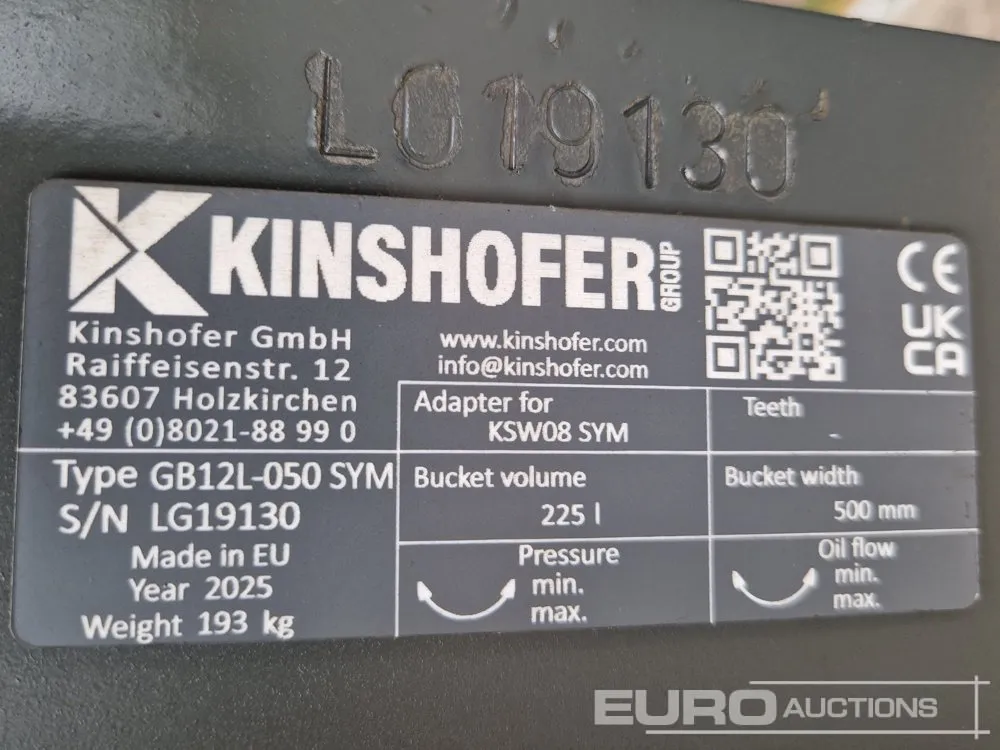 LG19130
KINSHOFER GROUP
Kinshofer GmbH
Raiffeisenstr. 12
83607 Holzkirchen
+49 (0)8021-88 99 0
www.kinshofer.com
info@kinshofer.com
CE
UK
CA
Adapter for
KSW08 SYM
Teeth
-
Type GB12L-050 SYM
S/N LG19130
Made in EU
Year 2025
Weight 193 kg
Bucket volume
225 l
Bucket width
500 mm
Pressure
min.
max.
Oil flow
min.
max.
EURO AUCTIONS